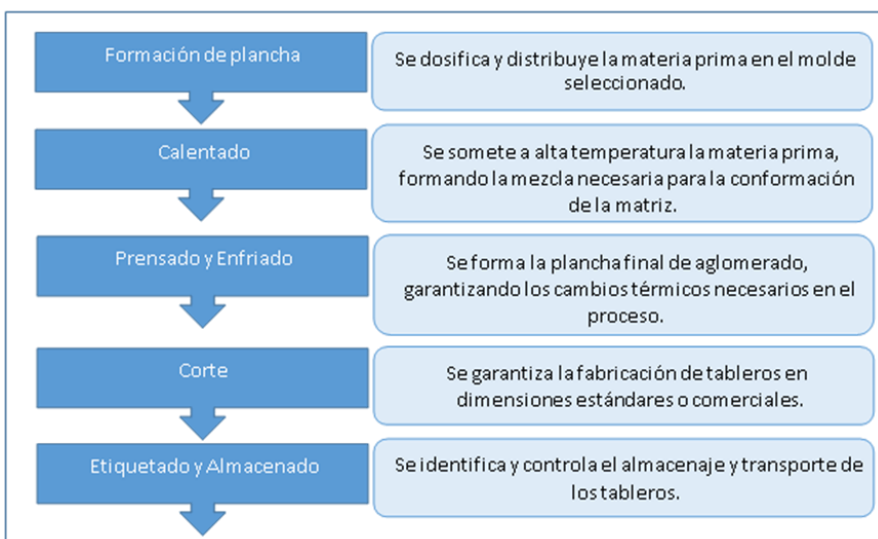 Formación de plancha
Se dosifica y distribuye la materia prima en el molde
seleccionado.
Calentado
Se somete a alta temperatura la materia prima,
formando la mezcla necesaria para la conformación
de la matriz.
Prensado y Enfriado
Se forma la plancha final de aglomerado,
garantizando los cambios térmicos necesarios en el
proceso.
Corte
Se garantiza la fabricación de tableros en
dimensiones estándares o comerciales.
Etiquetado y Almacenado
Se identifica y controla el almacenaje y transporte de
los tableros.